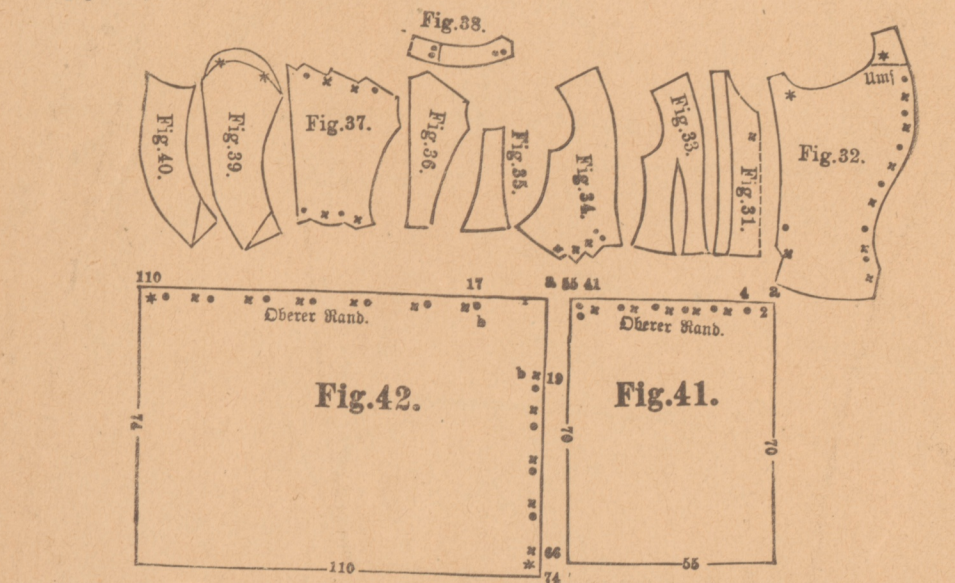 Fig.38.
Fig.40.
Fig.39.
Fig.37.
Fig.36.
Fig.35.
Fig.34.
Fig.33.
Fig.31.
Fig.32.
Umſ
110
17
55 41
4 2
Oberer Rand.
b
Oberer Rand.
2
b 19
Fig.42.
Fig.41.
74
70
70
66
110
74
55